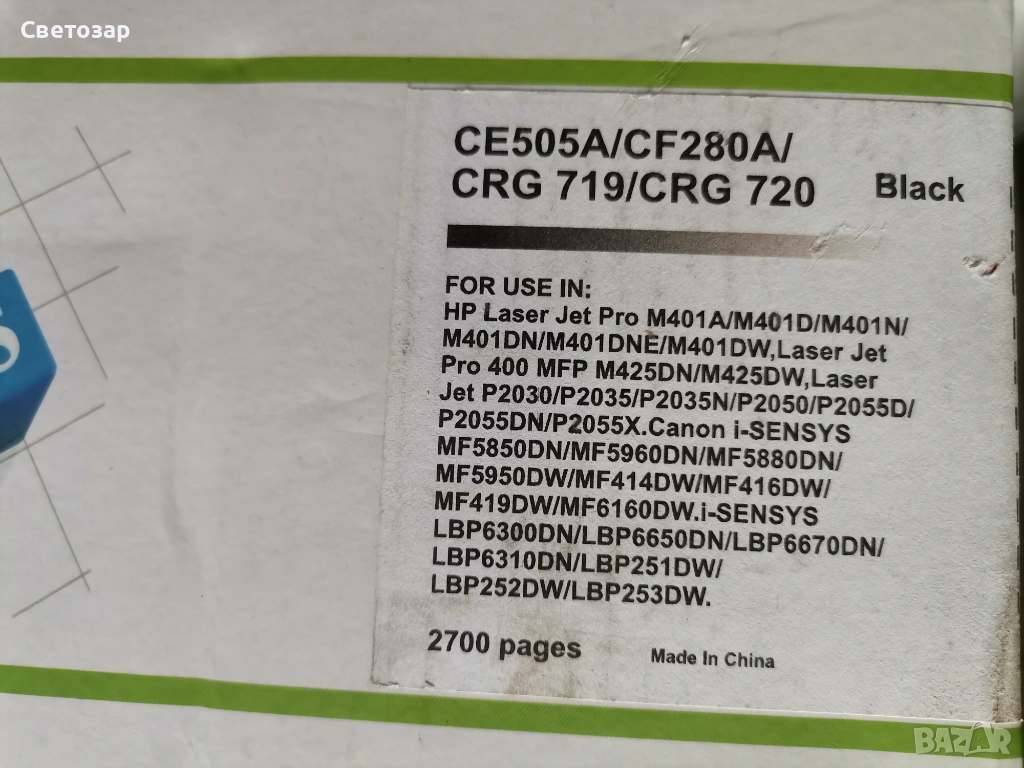 Светозар
CE505A/CF280A/
CRG 719/CRG 720 Black
FOR USE IN:
HP Laser Jet Pro M401A/M401D/M401N/
M401DN/M401DNE/M401DW,Laser Jet
Pro 400 MFP M425DN/M425DW,Laser
Jet P2030/P2035/P2035N/P2050/P2055D/
P2055DN/P2055X.Canon i-SENSYS
MF5850DN/MF5960DN/MF5880DN/
MF5950DW/MF414DW/MF416DW/
MF419DW/MF6160DW.i-SENSYS
LBP6300DN/LBP6650DN/LBP6670DN/
LBP6310DN/LBP251DW/
LBP252DW/LBP253DW.
2700 pages Made In China
BAZAR